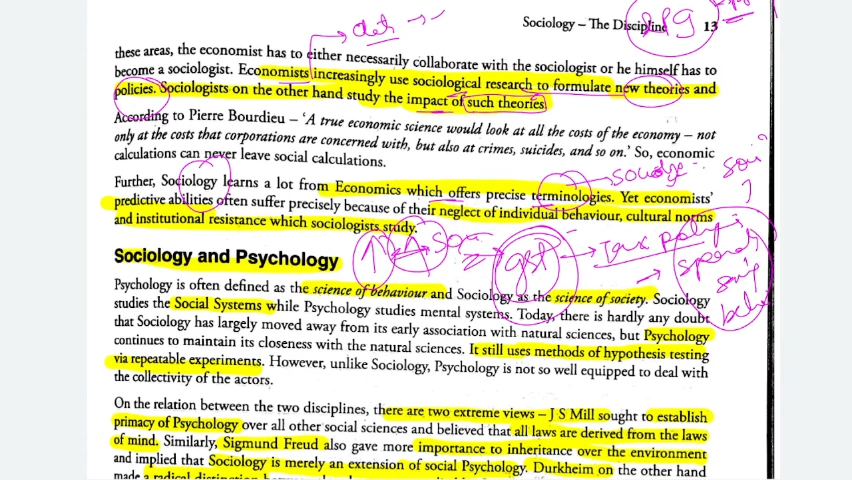 Sociology – The Discipline 13
these areas, the economist has to either necessarily collaborate with the sociologist or he himself has to
become a sociologist. Economists increasingly use sociological research to formulate new theories and
policies. Sociologists on the other hand study the impact of such theories.
According to Pierre Bourdieu – 'A true economic science would look at all the costs of the economy – not
only at the costs that corporations are concerned with, but also at crimes, suicides, and so on.' So, economic
calculations can never leave social calculations.
Further, Sociology learns a lot from Economics which offers precise terminologies. Yet economists'
predictive abilities often suffer precisely because of their neglect of individual behaviour, cultural norms
and institutional resistance which sociologists study.
Sociology and Psychology
Psychology is often defined as the science of behaviour and Sociology as the science of society. Sociology
studies the Social Systems while Psychology studies mental systems. Today, there is hardly any doubt
that Sociology has largely moved away from its early association with natural sciences, but Psychology
continues to maintain its closeness with the natural sciences. It still uses methods of hypothesis testing
via repeatable experiments. However, unlike Sociology, Psychology is not so well equipped to deal with
the collectivity of the actors.
On the relation between the two disciplines, there are two extreme views – J S Mill sought to establish
primacy of Psychology over all other social sciences and believed that all laws are derived from the laws
of mind. Similarly, Sigmund Freud also gave more importance to inheritance over the environment
and implied that Sociology is merely an extension of social Psychology. Durkheim on the other hand
made a radical distinction